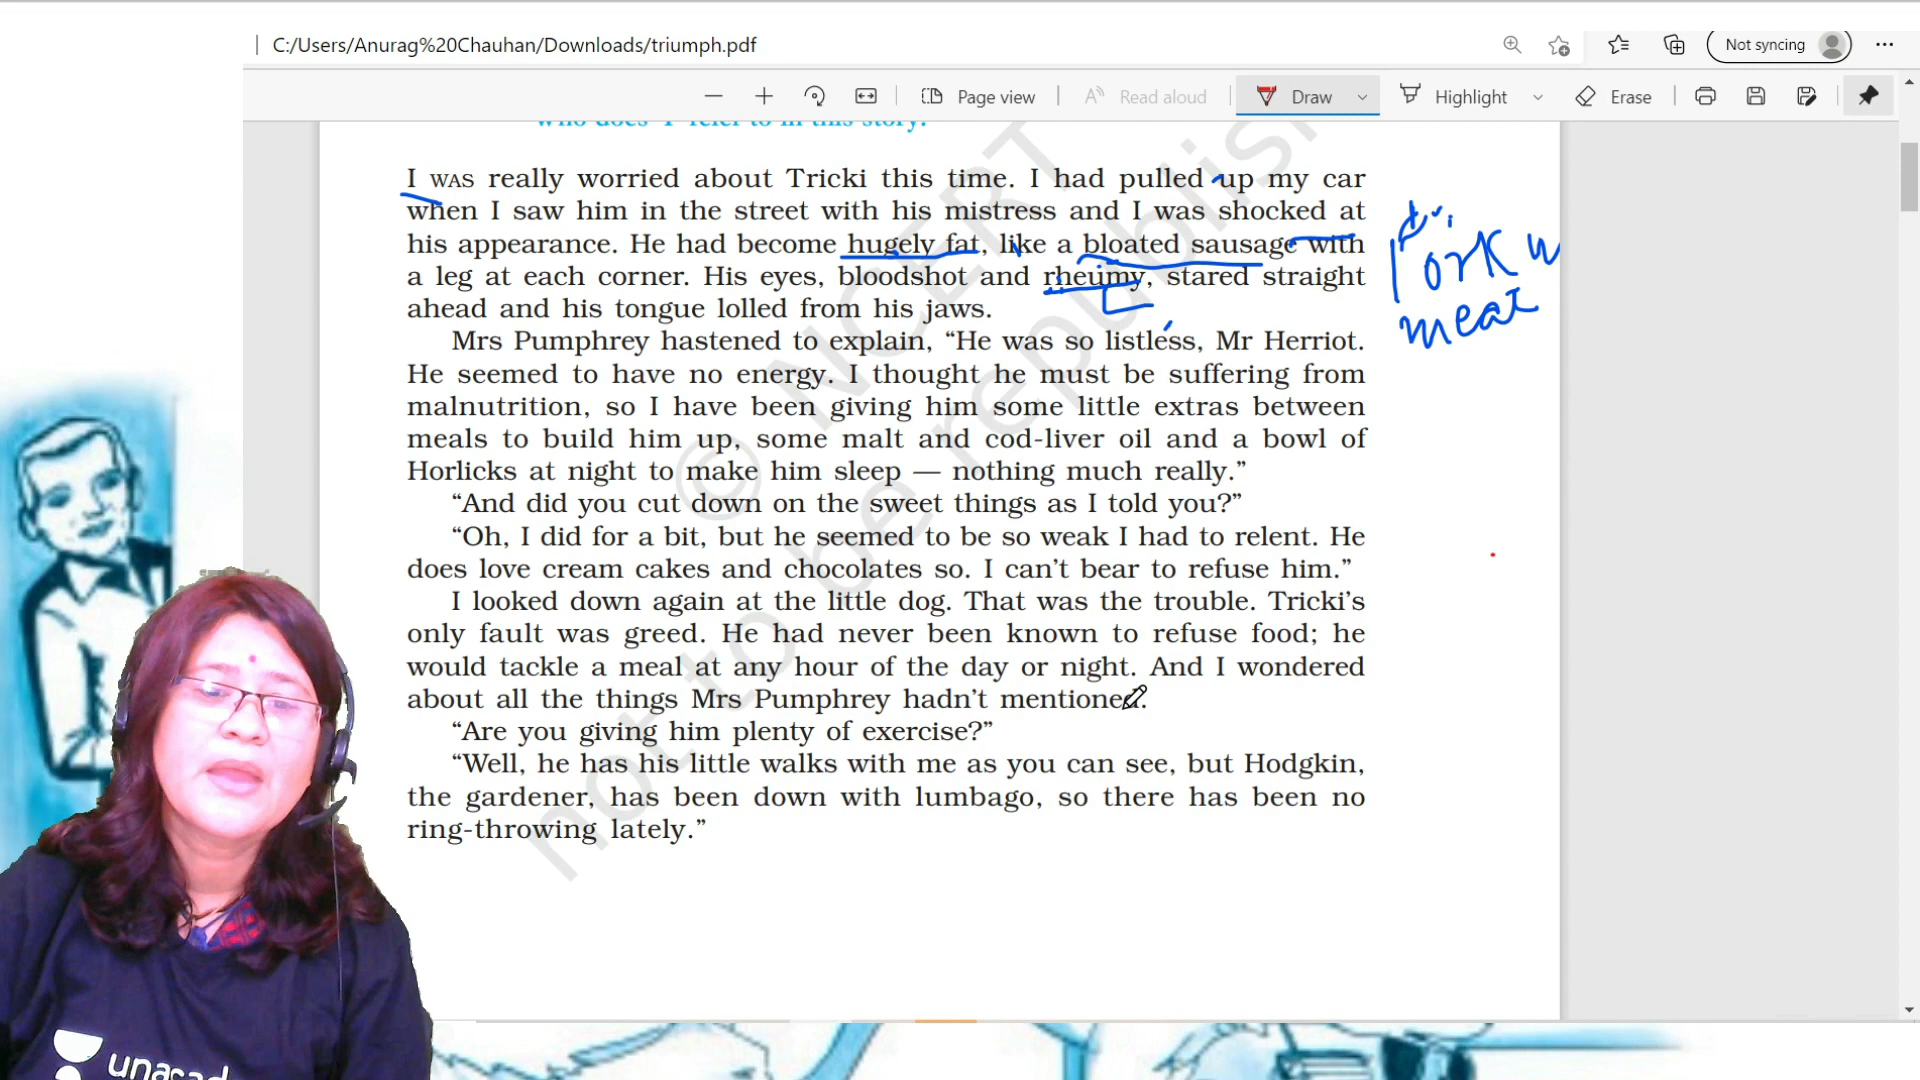 C:/Users/Anurag%20Chauhan/Downloads/triumph.pdf
Not syncing
Page view
Read aloud
Draw
Highlight
Erase
who does 'I' refer to in this story?
I WAS really worried about Tricki this time. I had pulled up my car
when I saw him in the street with his mistress and I was shocked at
his appearance. He had become hugely fat, like a bloated sausage with
a leg at each corner. His eyes, bloodshot and rheumy, stared straight
ahead and his tongue lolled from his jaws.
Mrs Pumphrey hastened to explain, “He was so listless, Mr Herriot.
He seemed to have no energy. I thought he must be suffering from
malnutrition, so I have been giving him some little extras between
meals to build him up, some malt and cod-liver oil and a bowl of
Horlicks at night to make him sleep — nothing much really.”
“And did you cut down on the sweet things as I told you?”
“Oh, I did for a bit, but he seemed to be so weak I had to relent. He
does love cream cakes and chocolates so. I can’t bear to refuse him.”
I looked down again at the little dog. That was the trouble. Tricki’s
only fault was greed. He had never been known to refuse food; he
would tackle a meal at any hour of the day or night. And I wondered
about all the things Mrs Pumphrey hadn’t mentioned.
“Are you giving him plenty of exercise?”
“Well, he has his little walks with me as you can see, but Hodgkin,
the gardener, has been down with lumbago, so there has been no
ring-throwing lately.”
Pork
meat
© NCERT
not to be republish
unacad